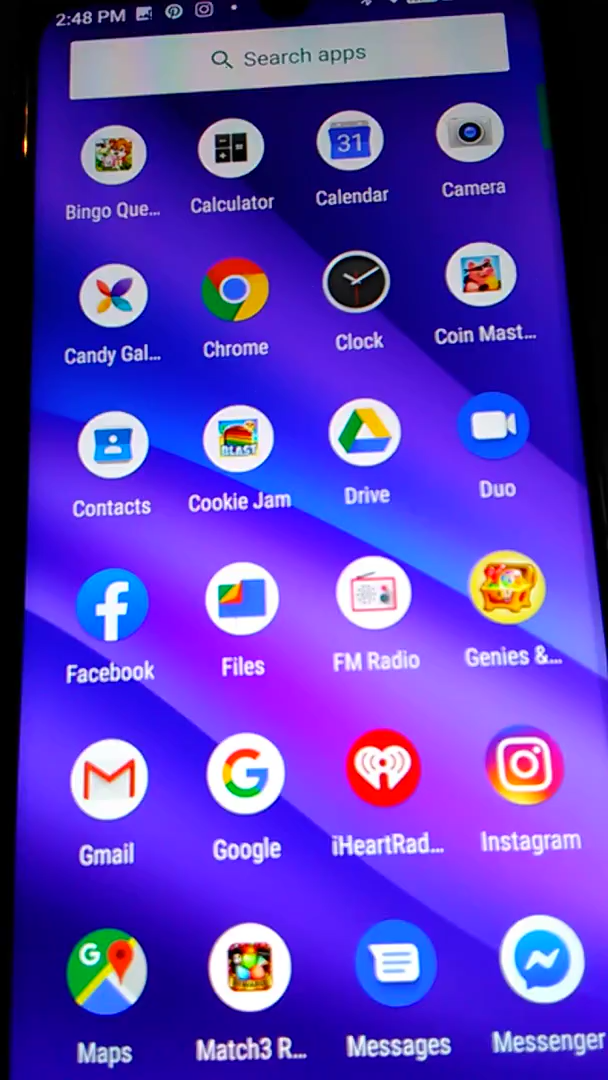 2:48 PM
Search apps
31
Bingo Que...
Calculator
Calendar
Camera
Candy Gal...
Chrome
Clock
Coin Mast...
BLAST
Contacts
Cookie Jam
Drive
Duo
Facebook
Files
FM Radio
Genies &...
Gmail
Google
iHeartRad...
Instagram
Maps
Match3 R...
Messages
Messenger